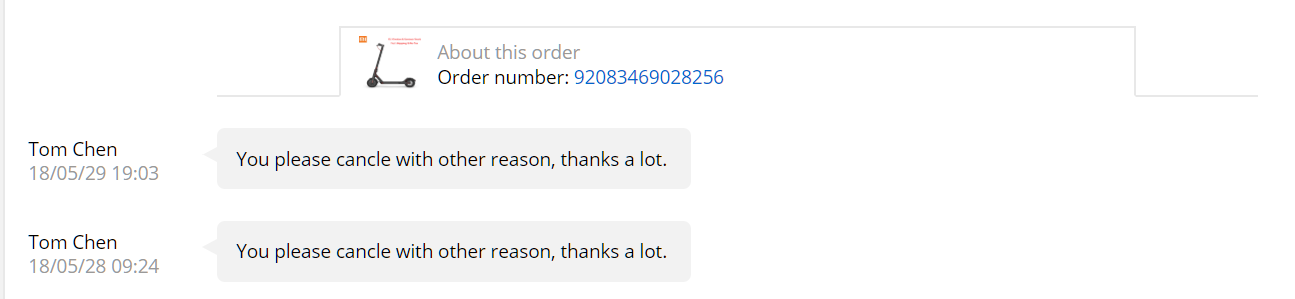 About this order
Order number: 92083469028256
Tom Chen
18/05/29 19:03
You please cancle with other reason, thanks a lot.
Tom Chen
18/05/28 09:24
You please cancle with other reason, thanks a lot.